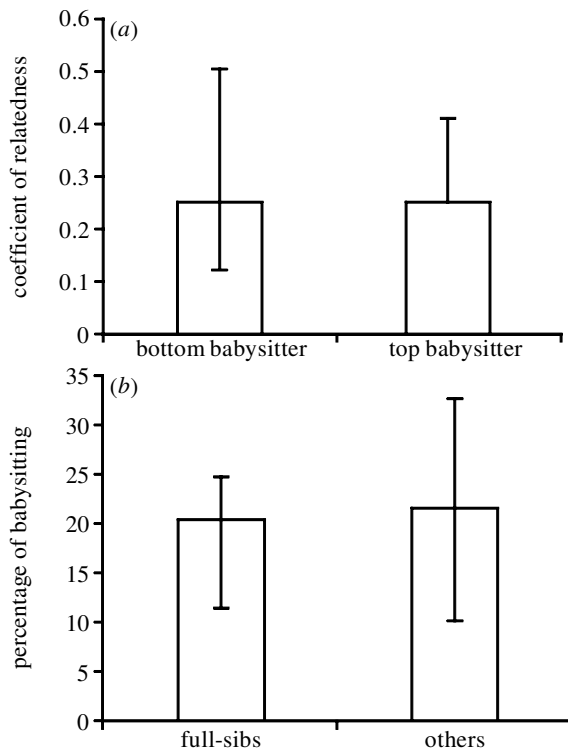 (a)
coefficient of relatedness
0.6
0.5
0.4
0.3
0.2
0.1
0
bottom babysitter top babysitter
(b)
percentage of babysitting
35
30
25
20
15
10
5
0
full-sibs others